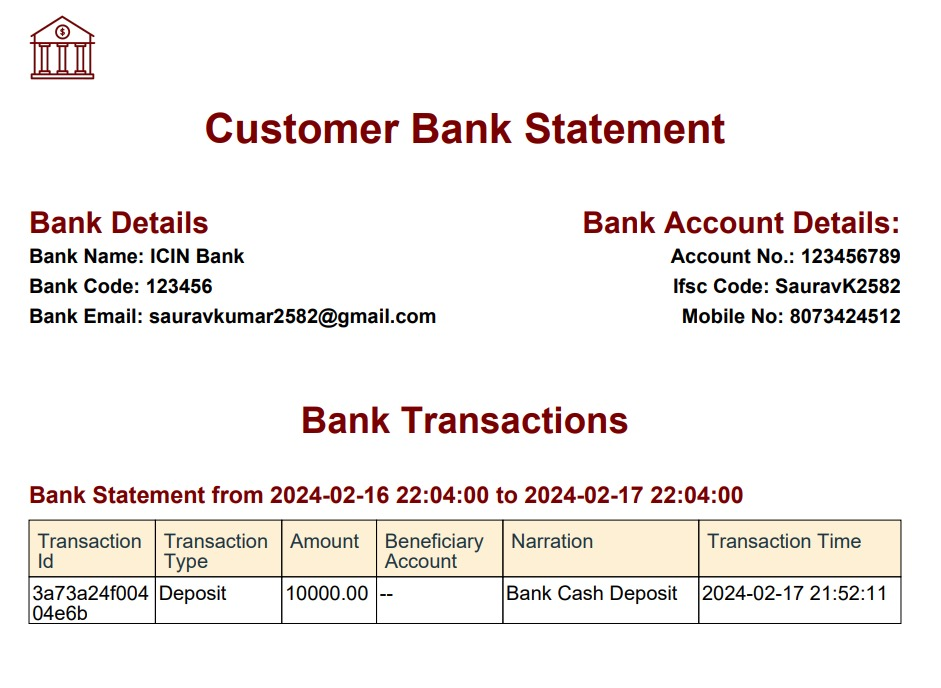 $
Customer Bank Statement
Bank Details
Bank Name: ICIN Bank
Bank Code: 123456
Bank Email: sauravkumar2582@gmail.com
Bank Account Details:
Account No.: 123456789
Ifsc Code: SauravK2582
Mobile No: 8073424512
Bank Transactions
Bank Statement from 2024-02-16 22:04:00 to 2024-02-17 22:04:00
Transaction Id
Transaction Type
Amount
Beneficiary Account
Narration
Transaction Time
3a73a24f004
04e6b
Deposit
10000.00
--
Bank Cash Deposit
2024-02-17 21:52:11